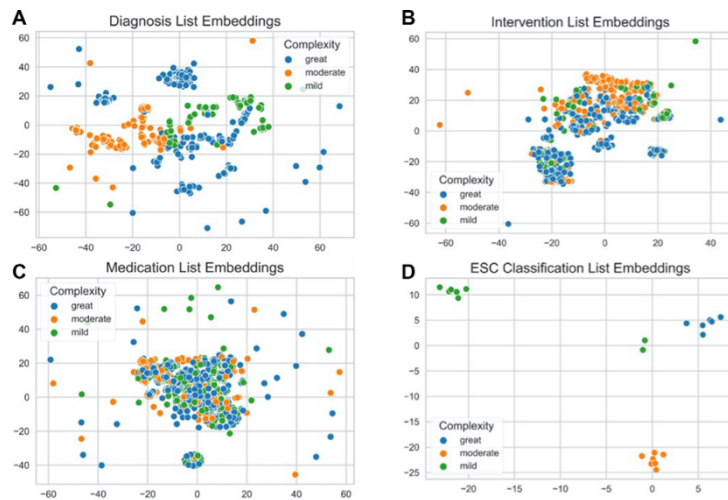 A
Diagnosis List Embeddings
Complexity
great
moderate
mild
60
40
20
0
−20
−40
−60
−60 −40 −20 0 20 40 60
B
Intervention List Embeddings
60
40
20
0
−20
−40
−60
Complexity
great
moderate
mild
−60 −40 −20 0 20 40
C
Medication List Embeddings
Complexity
great
moderate
mild
60
40
20
0
−20
−40
−60 −40 −20 0 20 40 60
D
ESC Classification List Embeddings
10
5
0
−5
−10
−15
−20
−25
Complexity
great
moderate
mild
−20 −15 −10 −5 0 5